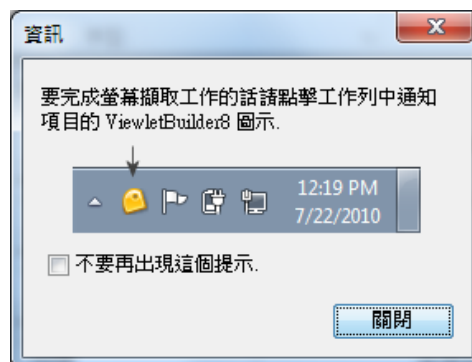 資訊
要完成螢幕擷取工作的話請點擊工作列中通知
項目的 ViewletBuilder8 圖示.
12:19 PM
7/22/2010
不要再出現這個提示.
關閉